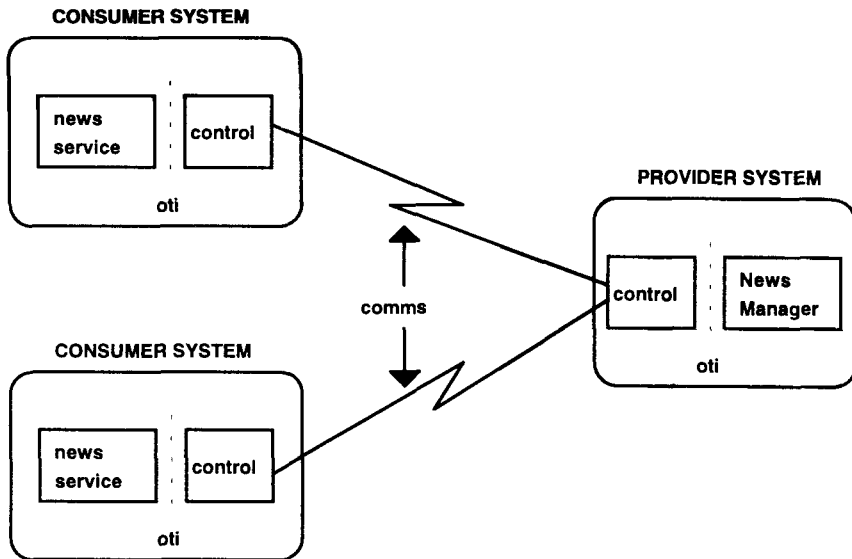 CONSUMER SYSTEM
news
service
control
oti
PROVIDER SYSTEM
control
News
Manager
oti
comms
CONSUMER SYSTEM
news
service
control
oti